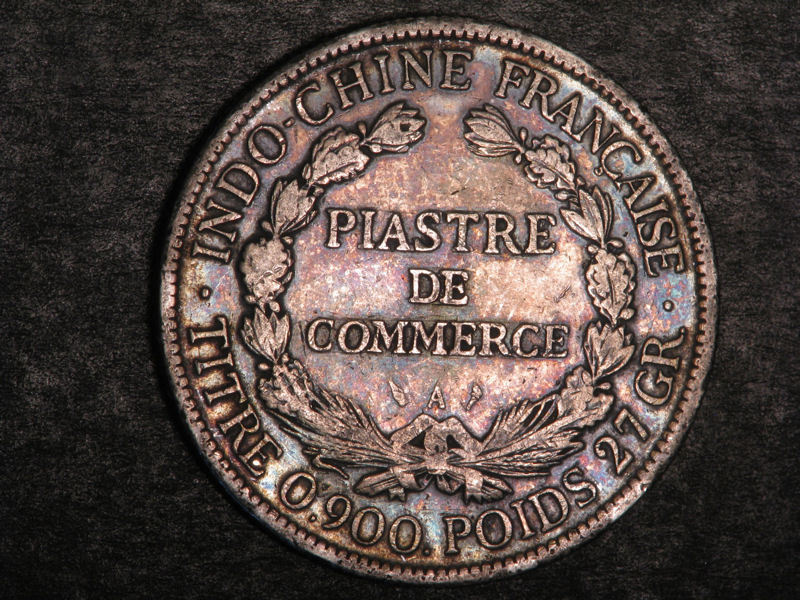 INDO-CHINE FRANÇAISE
PIASTRE
DE
COMMERCE
A
· TITRE 0.900. POIDS 27 GR ·